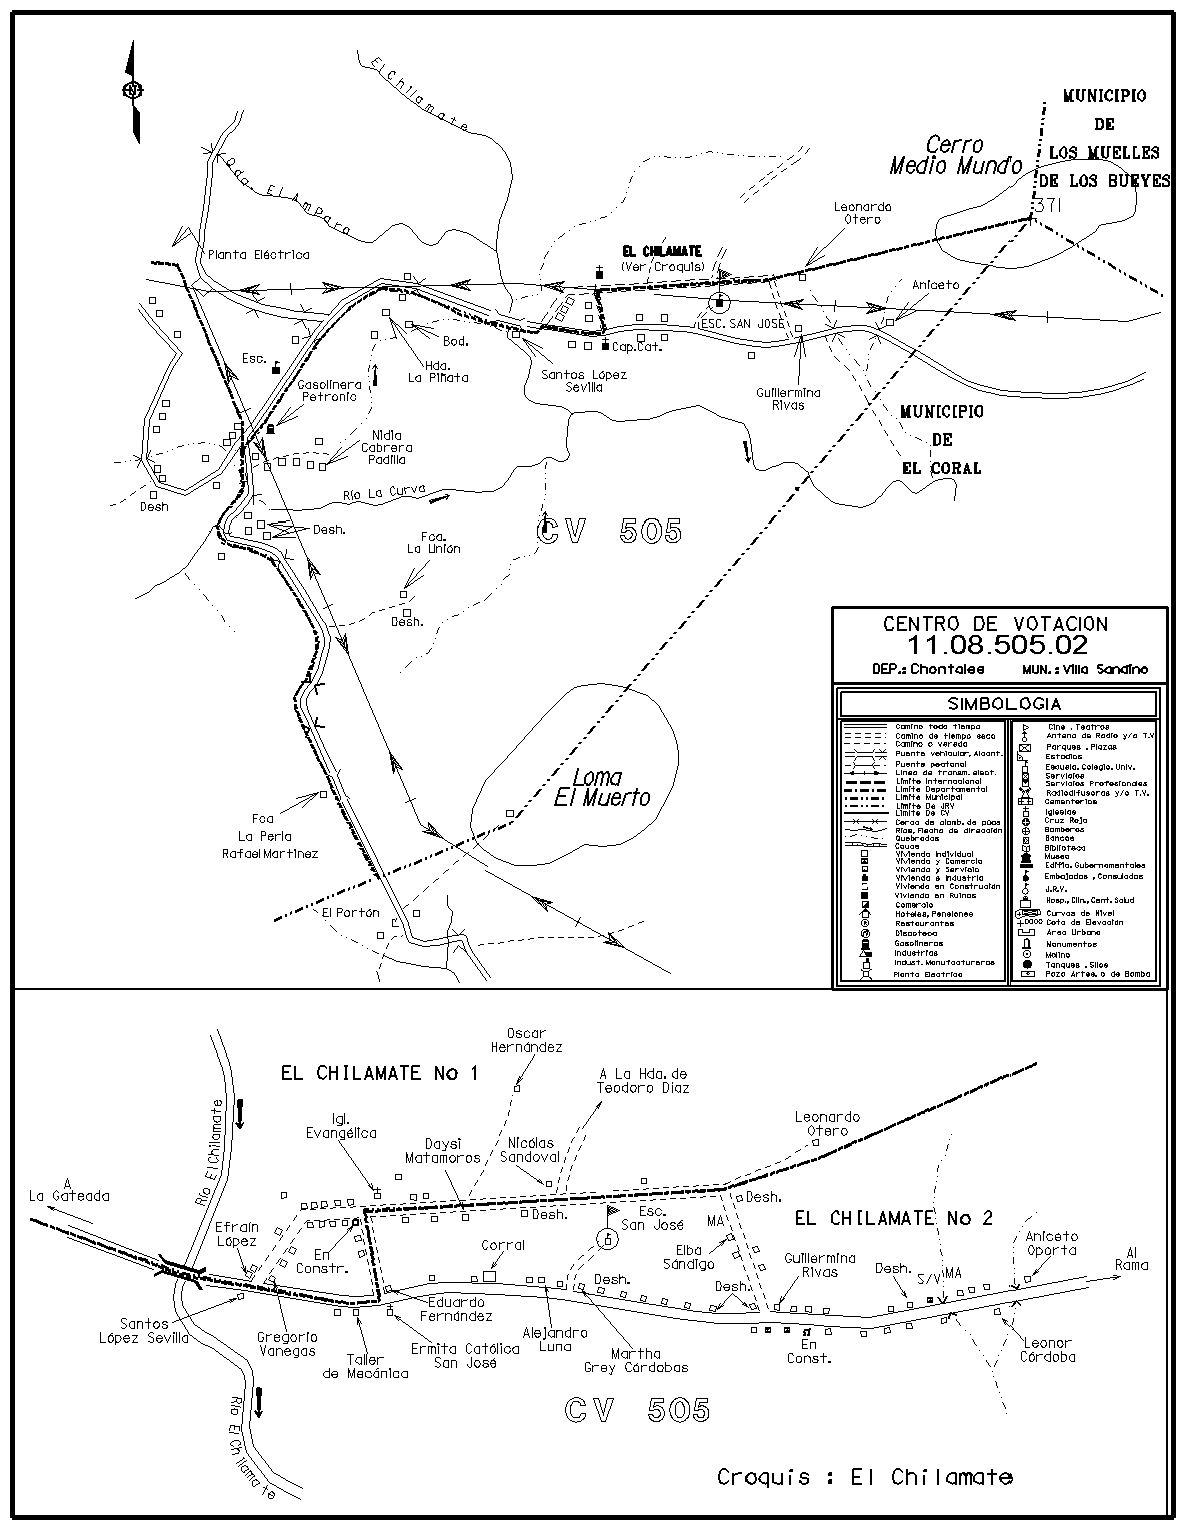 N
El Chilamate
MUNICIPIO
DE
LOS MUELLES
DE LOS BUEYES
Cerro
Medio Mundo
371
Qda. El AmParo
Leonardo
Otero
Planta Eléctrica
EL CHILAMATE
(Ver Croquis)
Aniceto
ESC. SAN JOSE
Bod.
Cap.Cat.
Esc.
Hda.
La Piñata
Santos López
Sevilla
Gasolinera
Petronic
Guillermina
Rivas
MUNICIPIO
DE
EL CORAL
Nidia
Cabrera
Padilla
Río La Curva
Desh
Desh.
CV 505
Fca.
La Unión
Desh.
CENTRO DE VOTACION
11.08.505.02
DEP.: Chontales MUN.: Villa Sandino
SIMBOLOGIA
Camino todo tiempo
Camino de tiempo seco
Camino o vereda
Puente vehicular, Alcant.
Puente peatonal
Linea de transm. elect.
Límite Internacional
Límite Departamental
Límite Municipal
Límite De JRV
Límite De CV
Cerca de alamb. de púas
Ríos, Flecha de dirección
Quebradas
Cauce
Vivienda Individual
Vivienda y Comercio
Vivienda y Servicio
Vivienda e Industria
Vivienda en Construción
Vivienda en Ruinas
Comercio
Hoteles, Pensiones
Restaurantes
Discoteca
Gasolineras
Industrias
Indust. Manufactureras
Planta Electrica
Cine . Teatros
Antena de Radio y/o T.V
Parques . Plazas
Estadios
Escuela. Colegio. Univ.
Servicios
Servicios Profesionales
Radiodifusoras y/o T.V.
Cementerios
Iglesias
Cruz Roja
Bomberos
Bancos
Biblioteca
Museo
Edific. Gubernamentales
Embajadas , Consulados
J.R.V.
Hosp., Clin., Cent. Salud
Curvas de Nivel
Cota de Elevación
Area Urbana
Monumentos
Molino
Tanques . Silos
Pozo Artes. o de Bomba
Loma
El Muerto
Fca
La Perla
Rafael Martínez
El Portón
Oscar
Hernández
EL CHILAMATE No 1
A La Hda. de
Teodoro Diaz
Río El Chilamate
Igl.
Evangélica
Daysi
Matamoros
Nicolás
Sandoval
Leonardo
Otero
A
La Gateada
Desh.
Desh.
Esc.
San José
MA
EL CHILAMATE No 2
Efraín
López
En
Constr.
Corral
Elba
Sándigo
Guillermina
Rivas
Aniceto
Oporta
Al
Rama
Desh.
Desh.
Desh.
S/V
MA
Santos
López Sevilla
Gregorio
Vanegas
Taller
de Mecánica
Eduardo
Fernández
Ermita Católica
San José
Alejandro
Luna
Martha
Grey Córdobas
En
Const.
Leonor
Córdoba
CV 505
Río El Chilamate
Croquis : El Chilamate